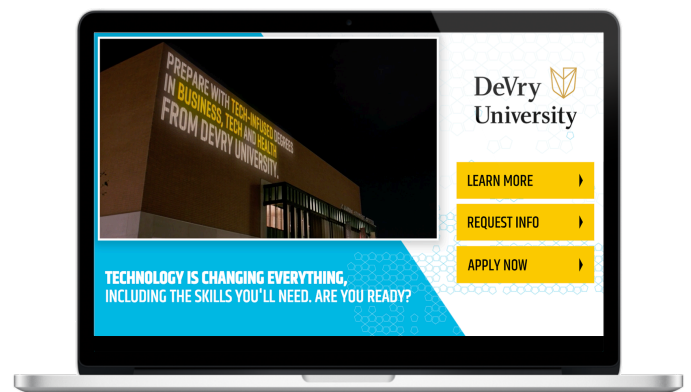 PREPARE WITH TECH-INFUSED DEGREES
IN BUSINESS, TECH AND HEALTH
FROM DEVRY UNIVERSITY.
DeVry
University
LEARN MORE
REQUEST INFO
APPLY NOW
TECHNOLOGY IS CHANGING EVERYTHING,
INCLUDING THE SKILLS YOU'LL NEED. ARE YOU READY?